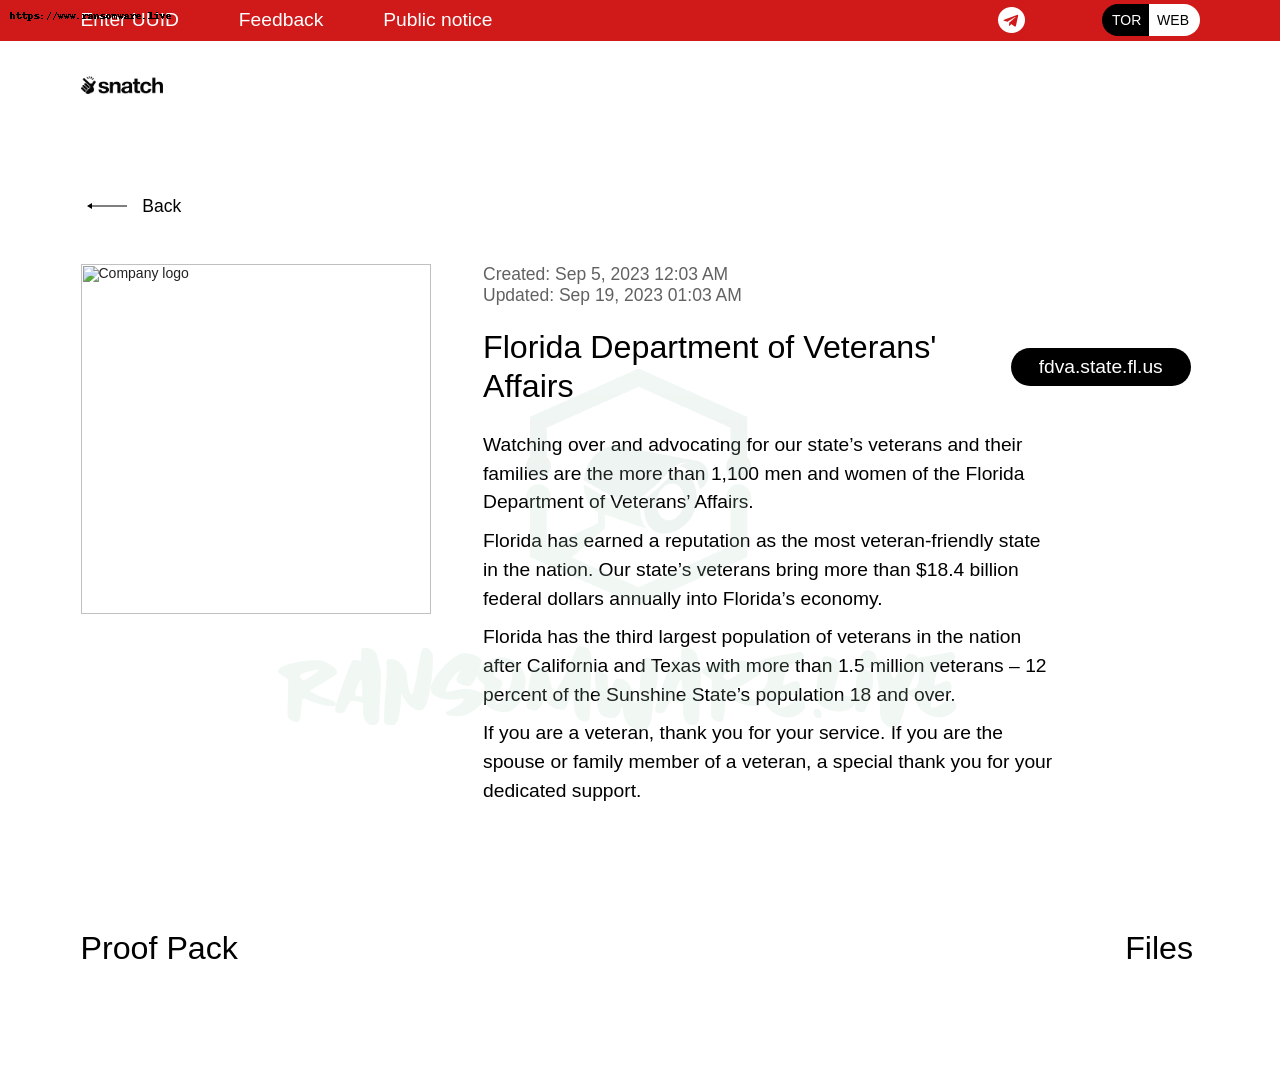 https://www.ransomware.live
Enter UUID
Feedback
Public notice
TOR
WEB
snatch
Back
Company logo
Created: Sep 5, 2023 12:03 AM
Updated: Sep 19, 2023 01:03 AM
Florida Department of Veterans'
Affairs
fdva.state.fl.us
Watching over and advocating for our state’s veterans and their
families are the more than 1,100 men and women of the Florida
Department of Veterans’ Affairs.
Florida has earned a reputation as the most veteran-friendly state
in the nation. Our state’s veterans bring more than $18.4 billion
federal dollars annually into Florida’s economy.
Florida has the third largest population of veterans in the nation
after California and Texas with more than 1.5 million veterans – 12
percent of the Sunshine State’s population 18 and over.
If you are a veteran, thank you for your service. If you are the
spouse or family member of a veteran, a special thank you for your
dedicated support.
RANSOMWARE.LIVE
Proof Pack
Files